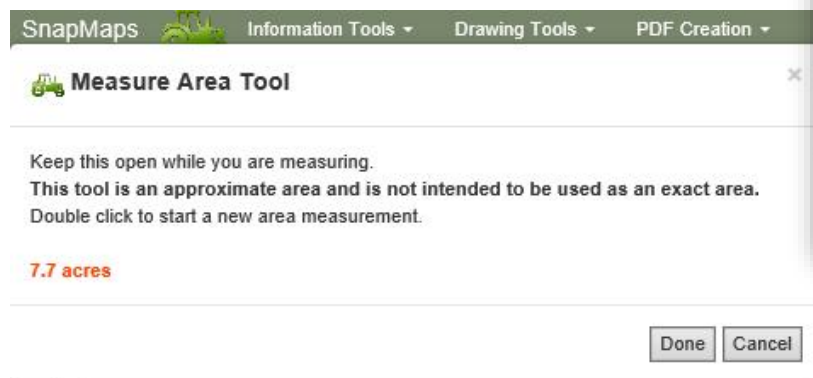 SnapMaps Information Tools Drawing Tools PDF Creation
Measure Area Tool ×
Keep this open while you are measuring.
This tool is an approximate area and is not intended to be used as an exact area.
Double click to start a new area measurement.
7.7 acres
Done Cancel